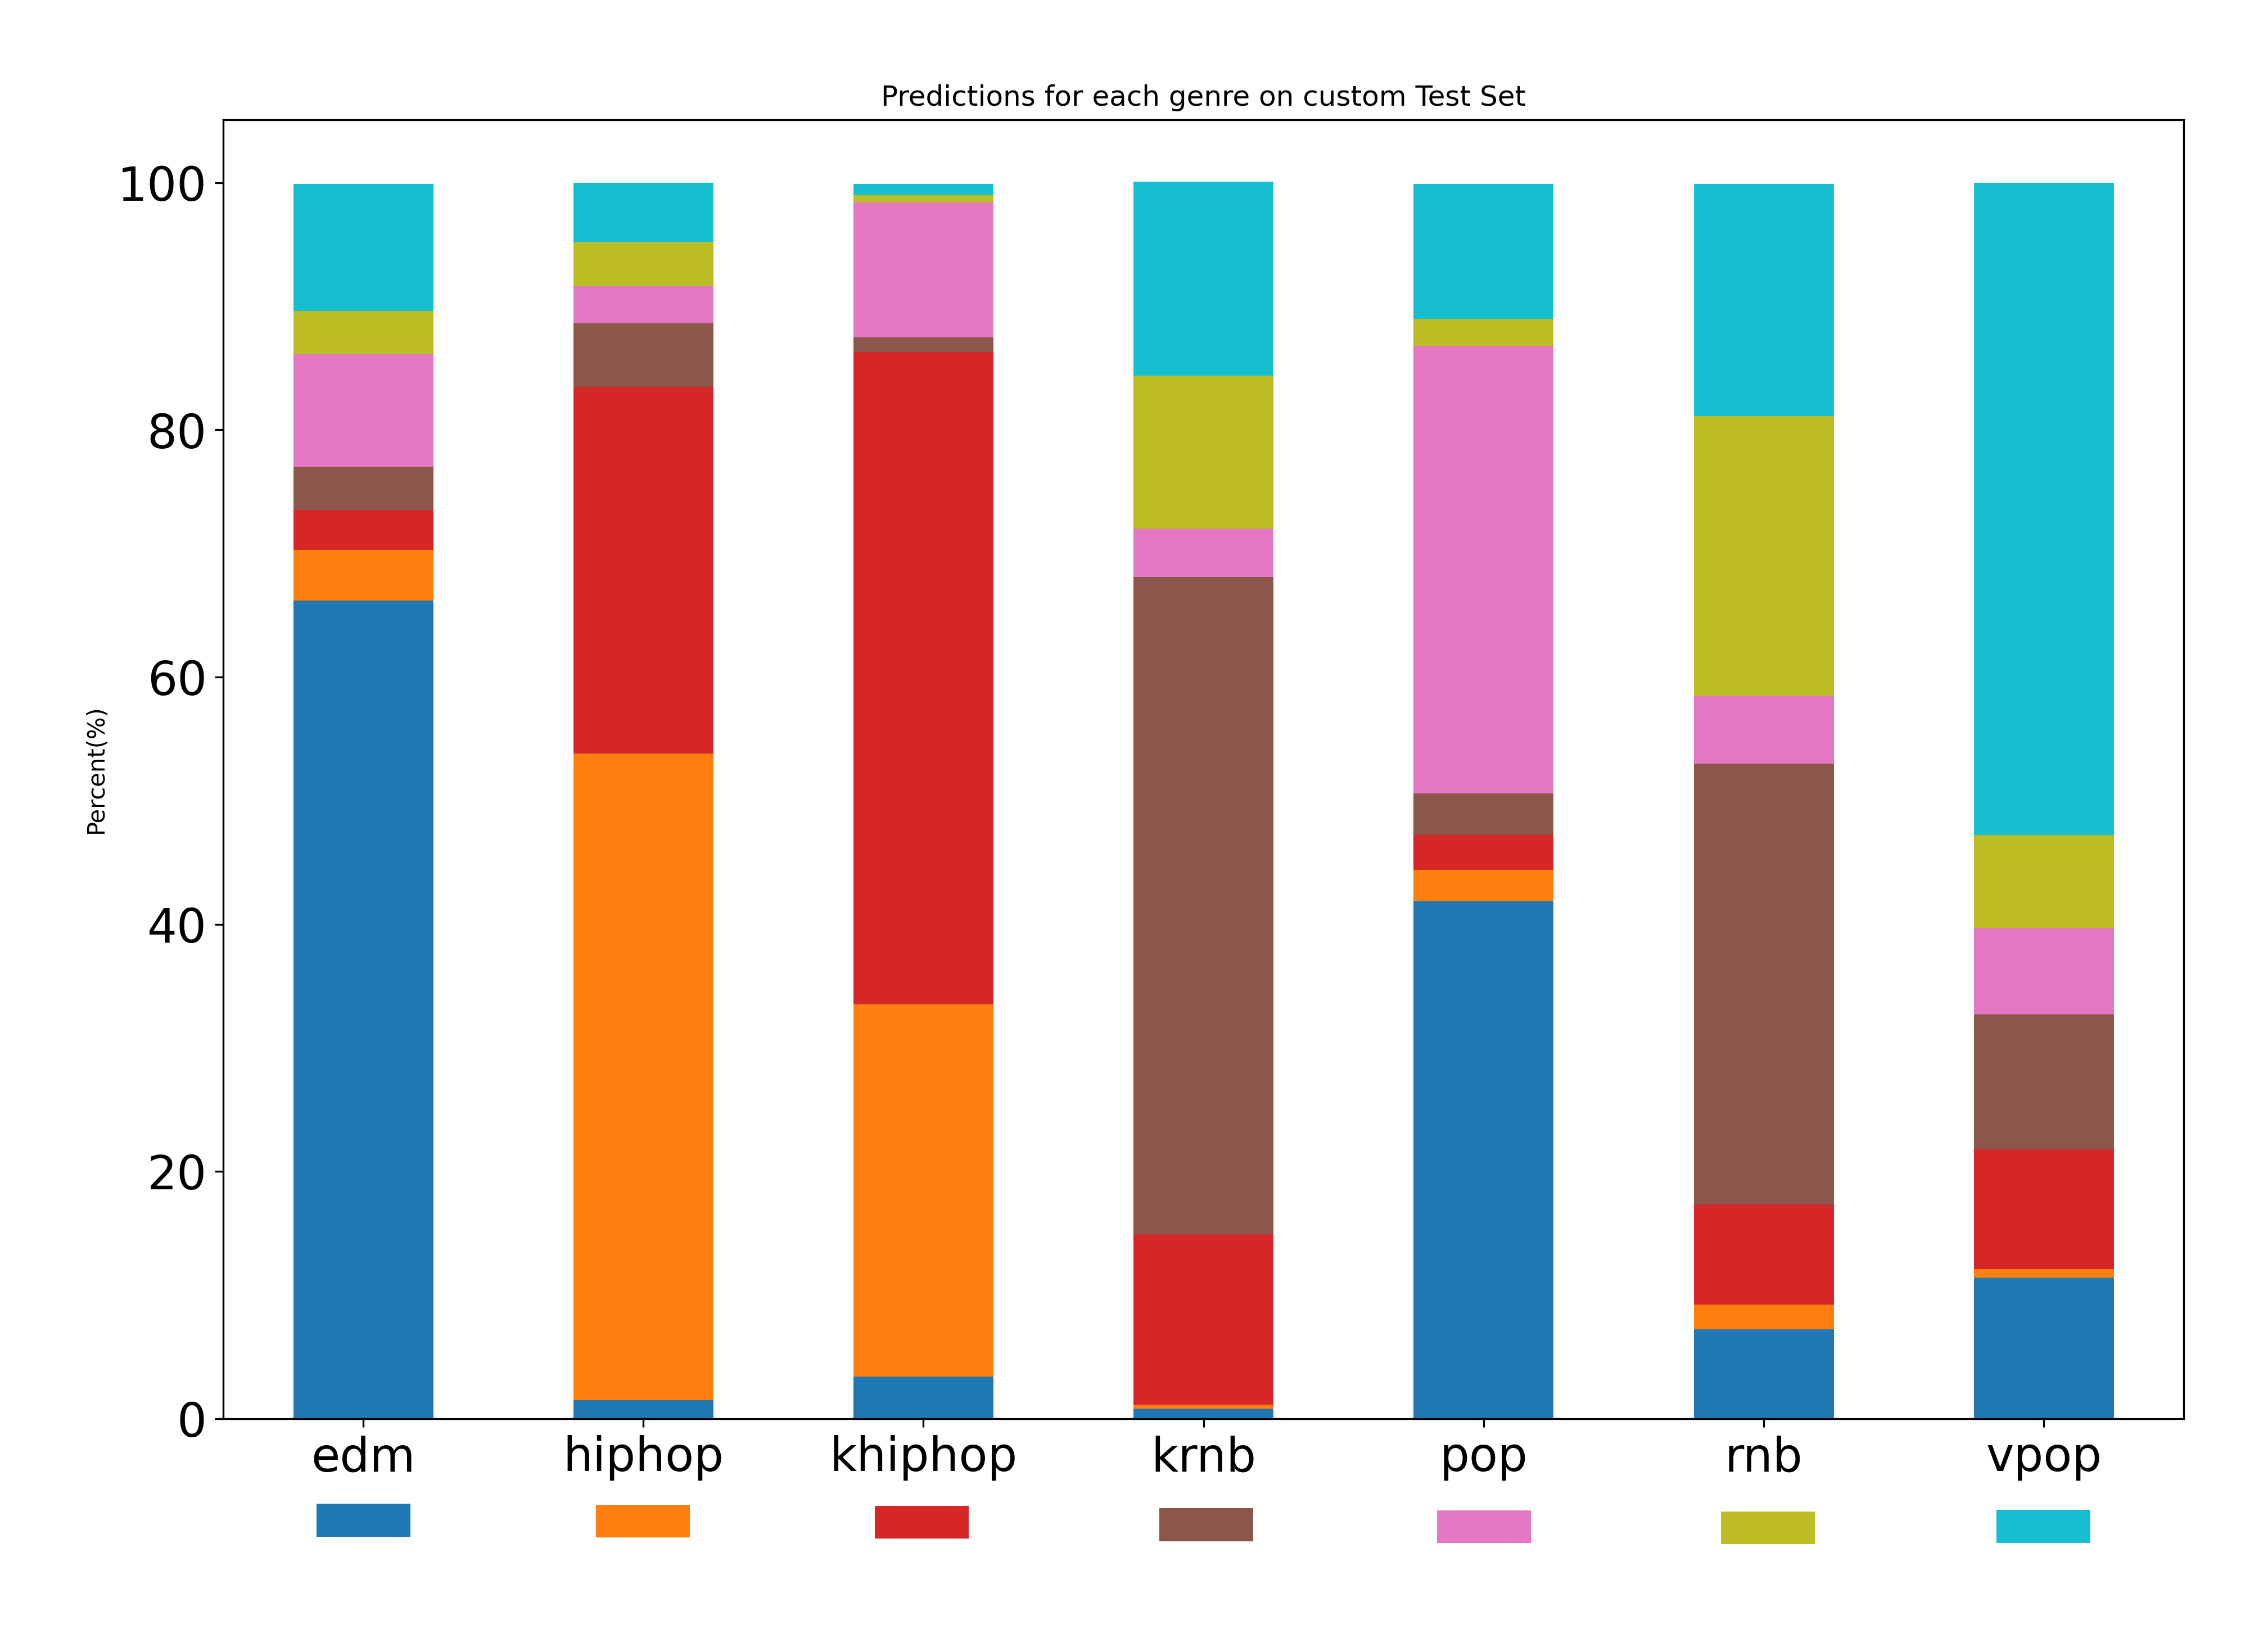 Predictions for each genre on custom Test Set
Percent(%)
100
80
60
40
20
0
edm hiphop khiphop krnb pop rnb vpop